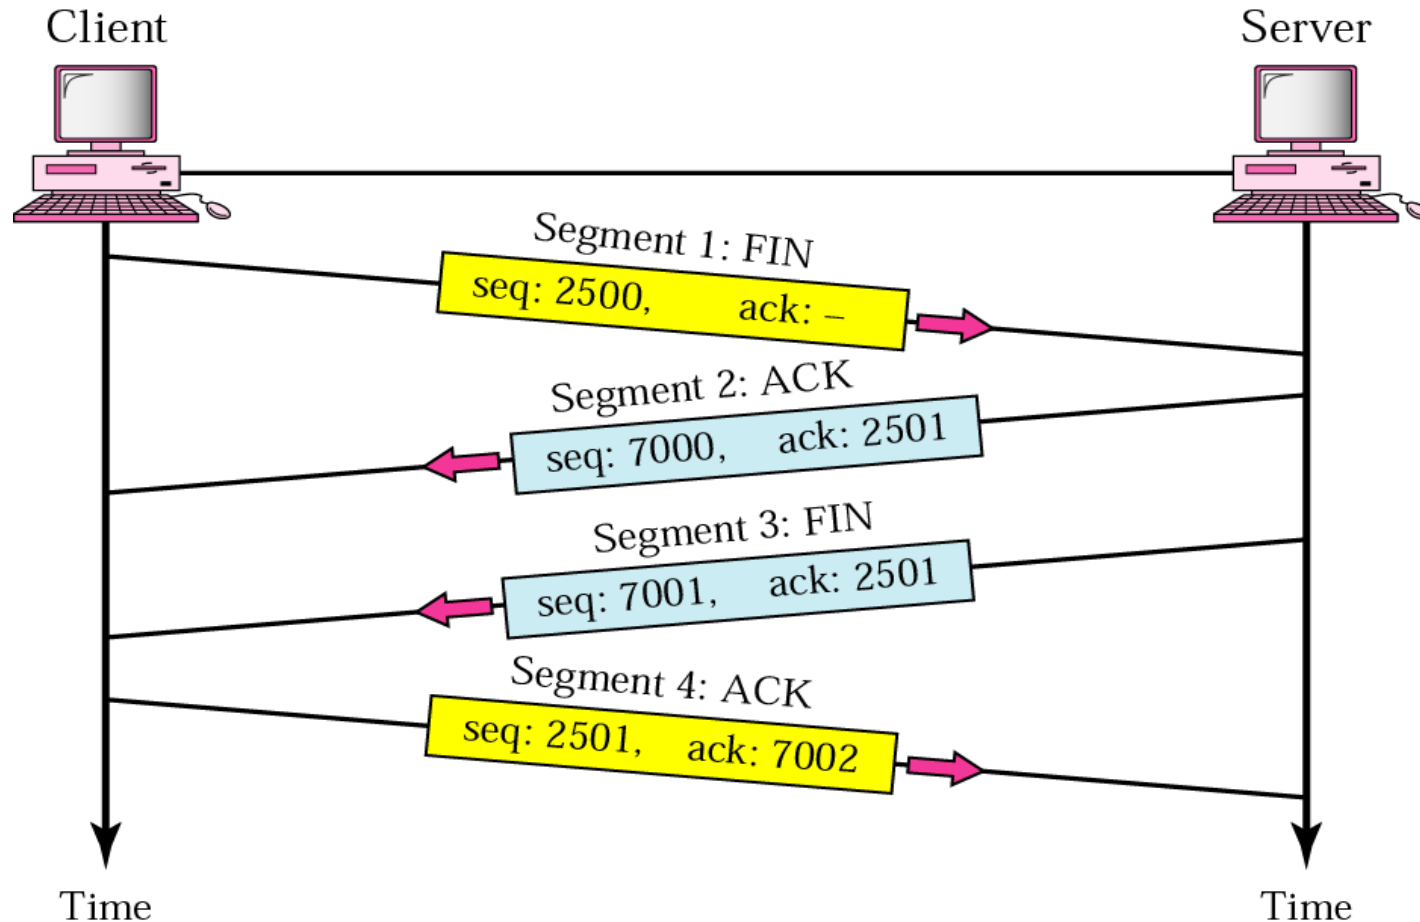 Client
Server
Segment 1: FIN
seq: 2500, ack: –
Segment 2: ACK
seq: 7000, ack: 2501
Segment 3: FIN
seq: 7001, ack: 2501
Segment 4: ACK
seq: 2501, ack: 7002
Time
Time